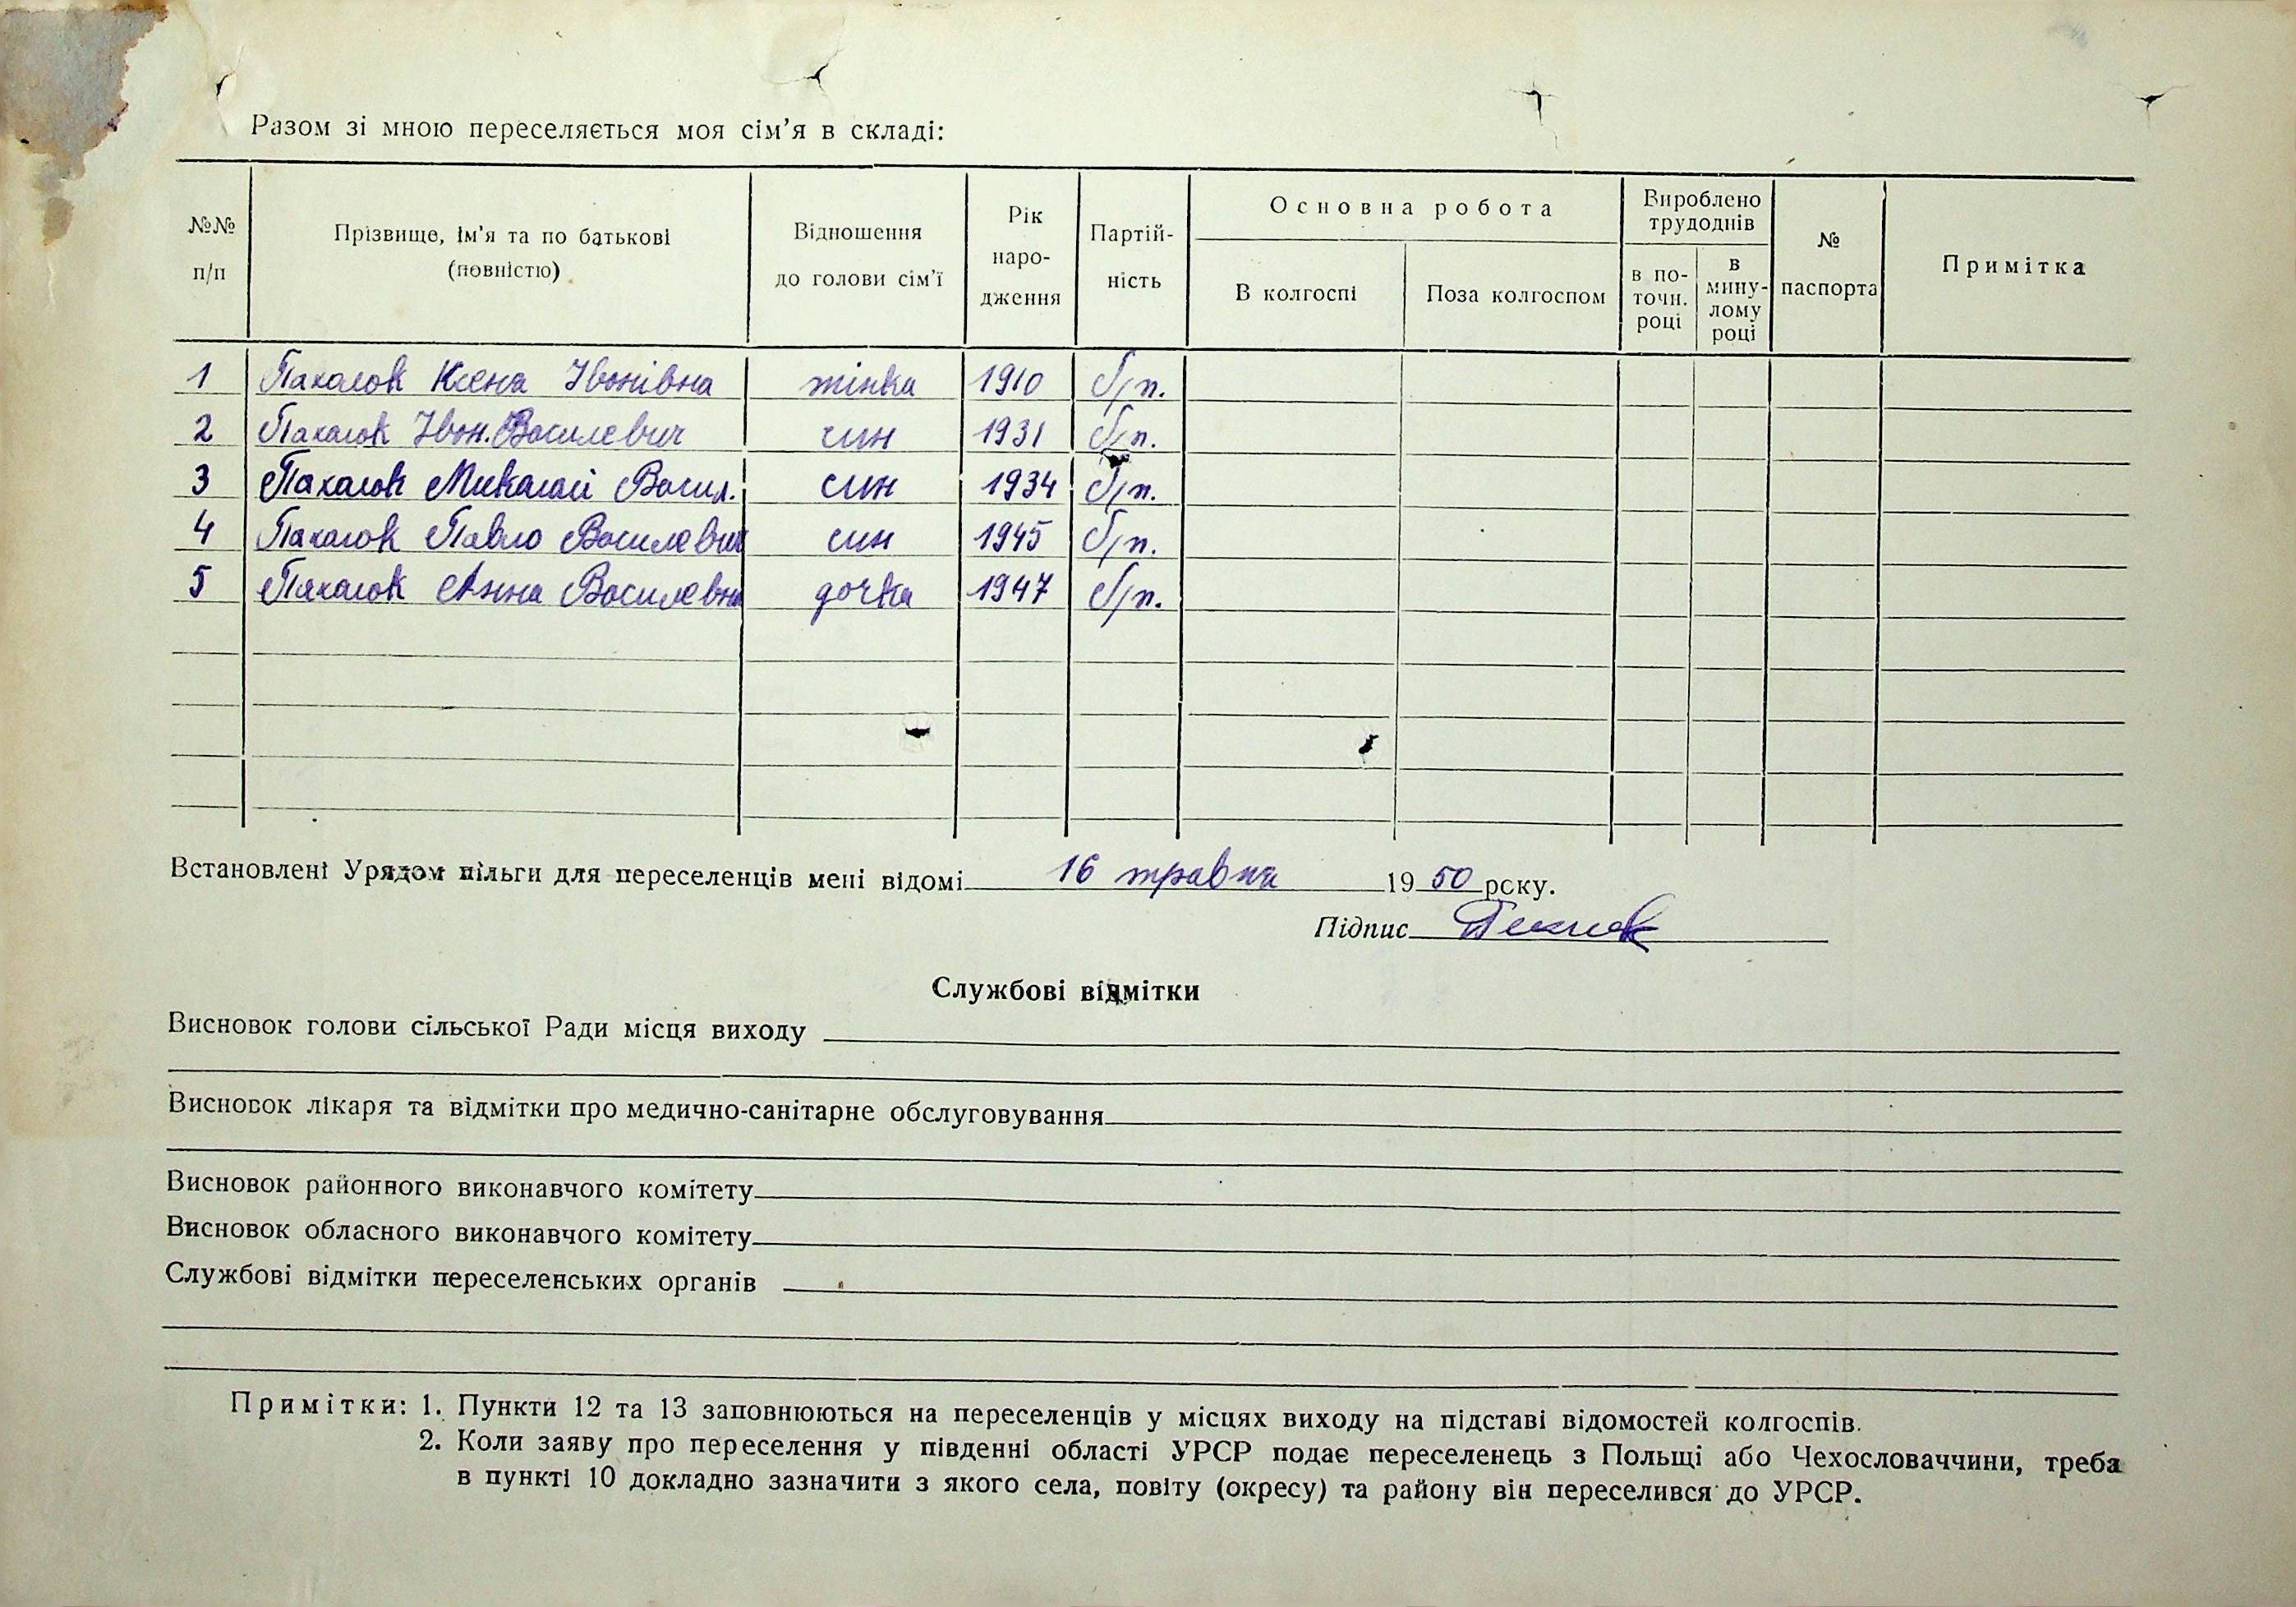 Разом зі мною переселяється моя сім'я в складі:
№№ п/п
Прізвище, ім'я та по батькові (повністю)
Відношення до голови сім'ї
Рік народження
Партійність
Основна робота
В колгоспі
Поза колгоспом
Вироблено трудоднів
в поточн. році
в минулому році
№ паспорта
Примітка
1 Пахалок Ксена Іванівна жінка 1910 б/п.
2 Пахалок Іван. Василевич син 1931 б/п.
3 Пахалок Микалай Васил. син 1934 б/п.
4 Пахалок Павло Василевич син 1945 б/п.
5 Пахалок Анна Василевна дочка 1947 б/п.
Встановлені Урядом пільги для переселенців мені відомі 16 травня 1950 року.
Підпис
Службові відмітки
Висновок голови сільської Ради місця виходу
Висновок лікаря та відмітки про медично-санітарне обслуговування
Висновок районного виконавчого комітету
Висновок обласного виконавчого комітету
Службові відмітки переселенських органів
Примітки: 1. Пункти 12 та 13 заповнюються на переселенців у місцях виходу на підставі відомостей колгоспів.
2. Коли заяву про переселення у південні області УРСР подає переселенець з Польщі або Чехословаччини, треба
в пункті 10 докладно зазначити з якого села, повіту (окресу) та району він переселився до УРСР.